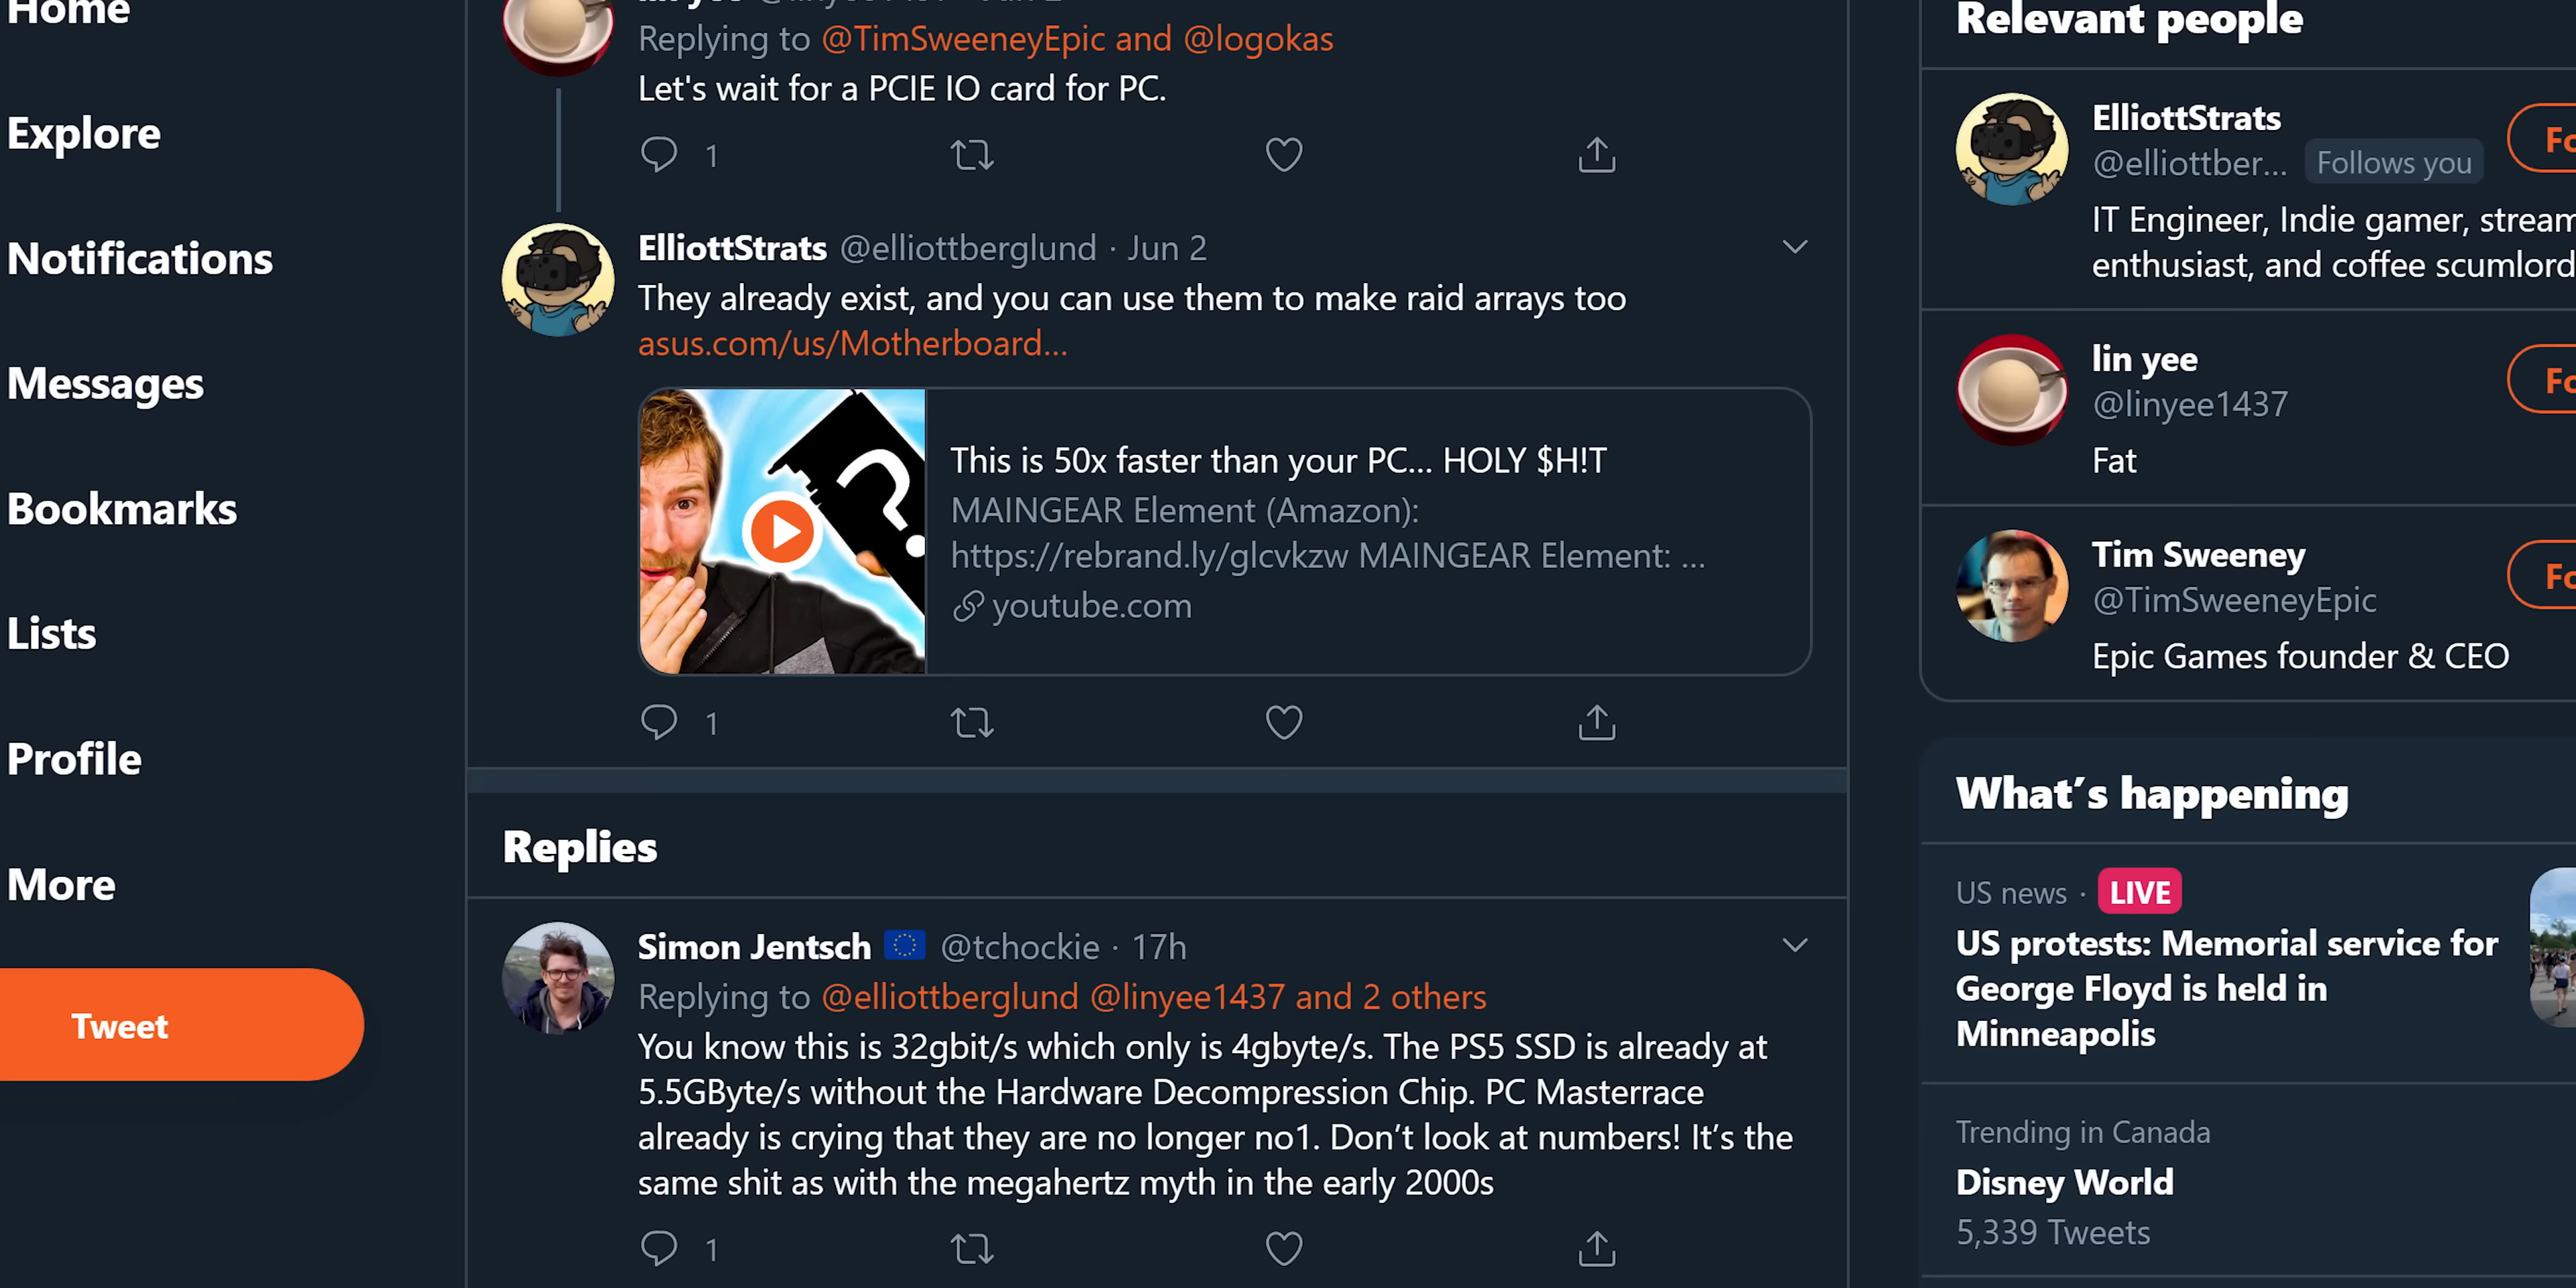 Home
Explore
Notifications
Messages
Bookmarks
Lists
Profile
More
Tweet
Replying to @TimSweeneyEpic and @logokas
Let's wait for a PCIE IO card for PC.
1
ElliottStrats @elliottberglund · Jun 2
They already exist, and you can use them to make raid arrays too
asus.com/us/Motherboard...
?
This is 50x faster than your PC... HOLY $H!T
MAINGEAR Element (Amazon):
https://rebrand.ly/glcvkzw MAINGEAR Element: ...
youtube.com
1
Replies
Simon Jentsch 🇪🇺 @tchockie · 17h
Replying to @elliottberglund @linyee1437 and 2 others
You know this is 32gbit/s which only is 4gbyte/s. The PS5 SSD is already at
5.5GByte/s without the Hardware Decompression Chip. PC Masterrace
already is crying that they are no longer no1. Don’t look at numbers! It’s the
same shit as with the megahertz myth in the early 2000s
1
Relevant people
ElliottStrats
@elliottber... Follows you
Fo
IT Engineer, Indie gamer, stream
enthusiast, and coffee scumlord
lin yee
@linyee1437
Fo
Fat
Tim Sweeney
@TimSweeneyEpic
Fo
Epic Games founder & CEO
What’s happening
US news · LIVE
US protests: Memorial service for
George Floyd is held in
Minneapolis
Trending in Canada
Disney World
5,339 Tweets